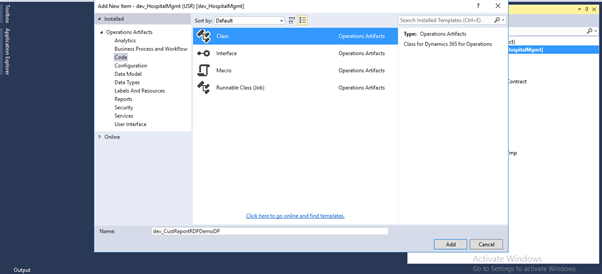 Toolbox
Application Explorer
Add New Item - dev_HospitalMgmt (USR) [dev_HospitalMgmt]
? X
Installed
Operations Artifacts
Analytics
Business Process and Workflow
Code
Configuration
Data Model
Data Types
Labels And Resources
Reports
Security
Services
User Interface
Online
Sort by: Default
Search Installed Templates (Ctrl+E)
Class Operations Artifacts
Interface Operations Artifacts
Macro Operations Artifacts
Runnable Class (Job) Operations Artifacts
Type: Operations Artifacts
Class for Dynamics 365 for Operations
Click here to go online and find templates.
Name: dev_CustReportRDPDemoDP
Add Cancel
HospitalMgmt]
Contract
Output
Activate Windows
Go to Settings to activate Windows.